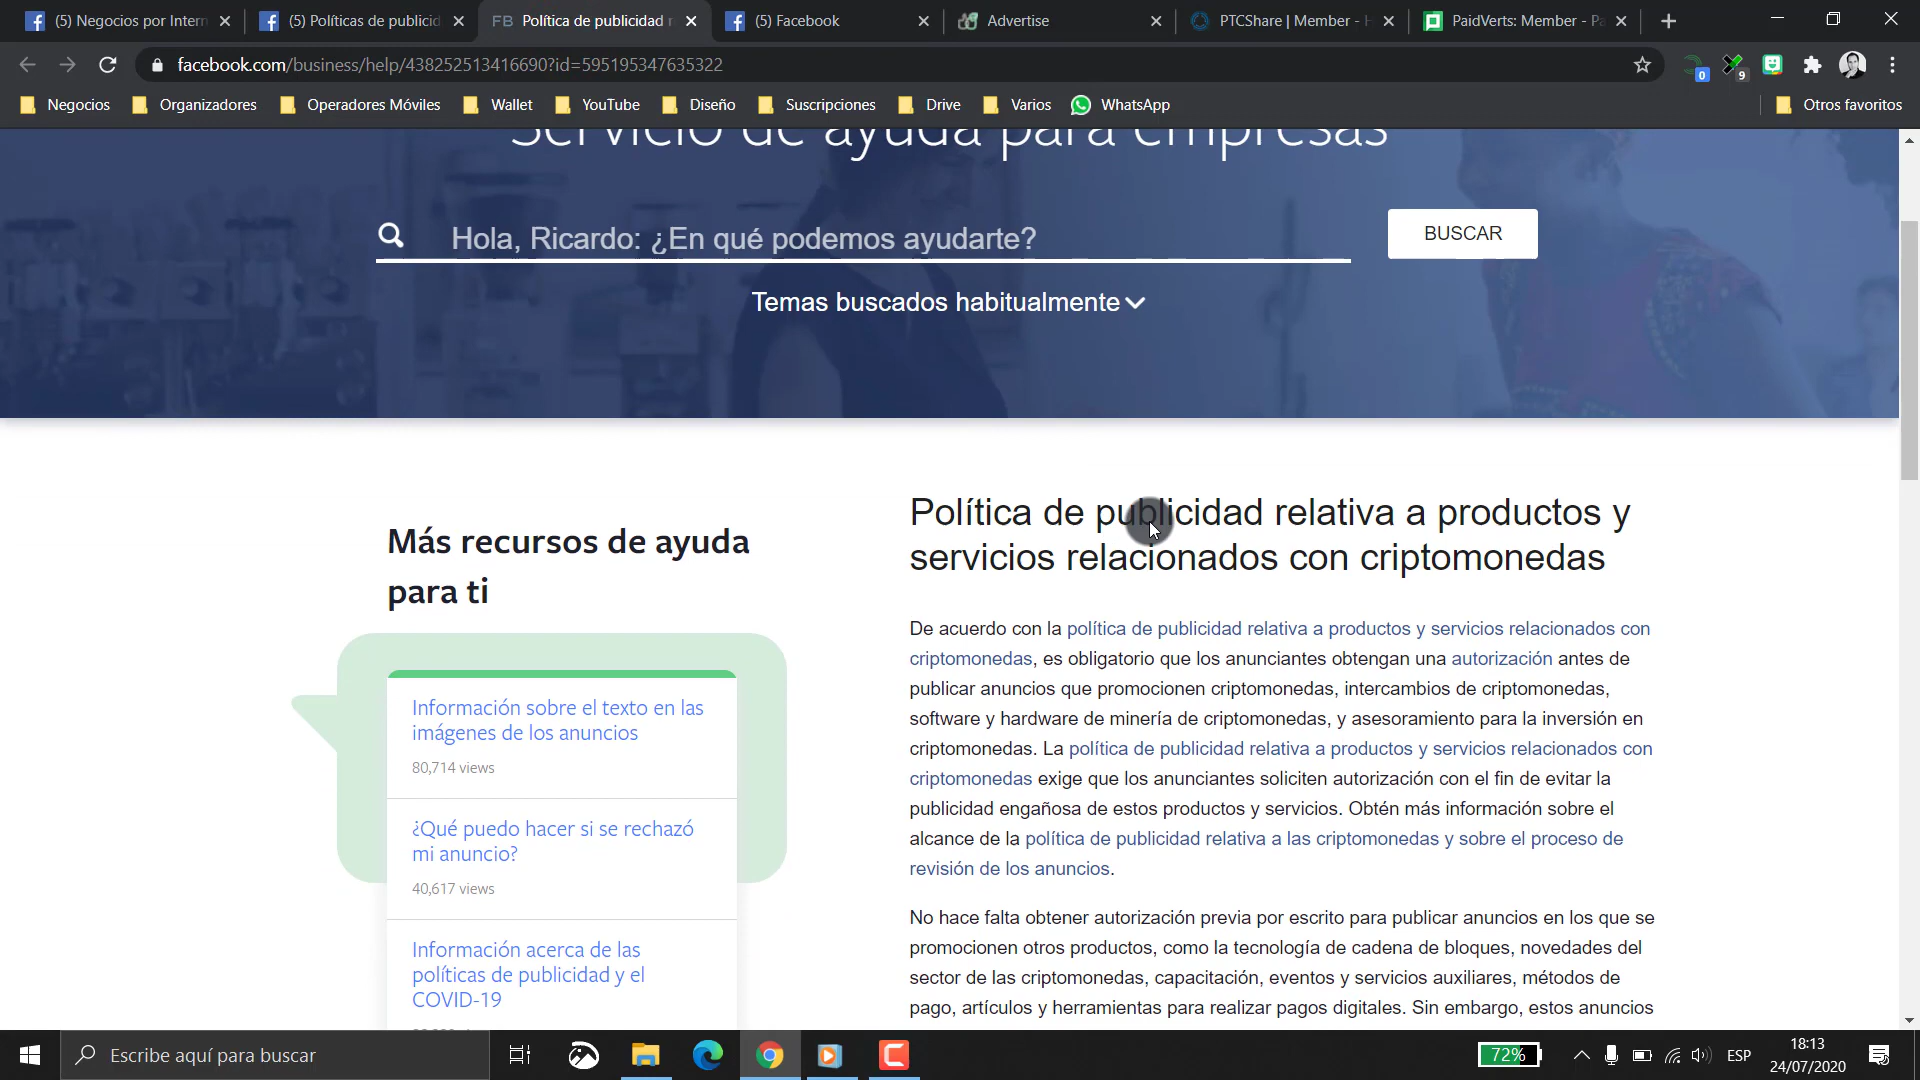 (5) Negocios por Intern
(5) Políticas de publicid
FB Política de publicidad r
(5) Facebook
Advertise
PTCShare | Member - H
PaidVerts: Member - Pa
facebook.com/business/help/438252513416690?id=595195347635322
0
9
Negocios
Organizadores
Operadores Móviles
Wallet
YouTube
Diseño
Suscripciones
Drive
Varios
WhatsApp
Otros favoritos
Servicio de ayuda para empresas
Hola, Ricardo: ¿En qué podemos ayudarte?
BUSCAR
Temas buscados habitualmente
Más recursos de ayuda
para ti
Información sobre el texto en las
imágenes de los anuncios
80,714 views
¿Qué puedo hacer si se rechazó
mi anuncio?
40,617 views
Información acerca de las
políticas de publicidad y el
COVID-19
Política de publicidad relativa a productos y
servicios relacionados con criptomonedas
De acuerdo con la política de publicidad relativa a productos y servicios relacionados con
criptomonedas, es obligatorio que los anunciantes obtengan una autorización antes de
publicar anuncios que promocionen criptomonedas, intercambios de criptomonedas,
software y hardware de minería de criptomonedas, y asesoramiento para la inversión en
criptomonedas. La política de publicidad relativa a productos y servicios relacionados con
criptomonedas exige que los anunciantes soliciten autorización con el fin de evitar la
publicidad engañosa de estos productos y servicios. Obtén más información sobre el
alcance de la política de publicidad relativa a las criptomonedas y sobre el proceso de
revisión de los anuncios.
No hace falta obtener autorización previa por escrito para publicar anuncios en los que se
promocionen otros productos, como la tecnología de cadena de bloques, novedades del
sector de las criptomonedas, capacitación, eventos y servicios auxiliares, métodos de
pago, artículos y herramientas para realizar pagos digitales. Sin embargo, estos anuncios
Escribe aquí para buscar
72%
ESP
18:13
24/07/2020